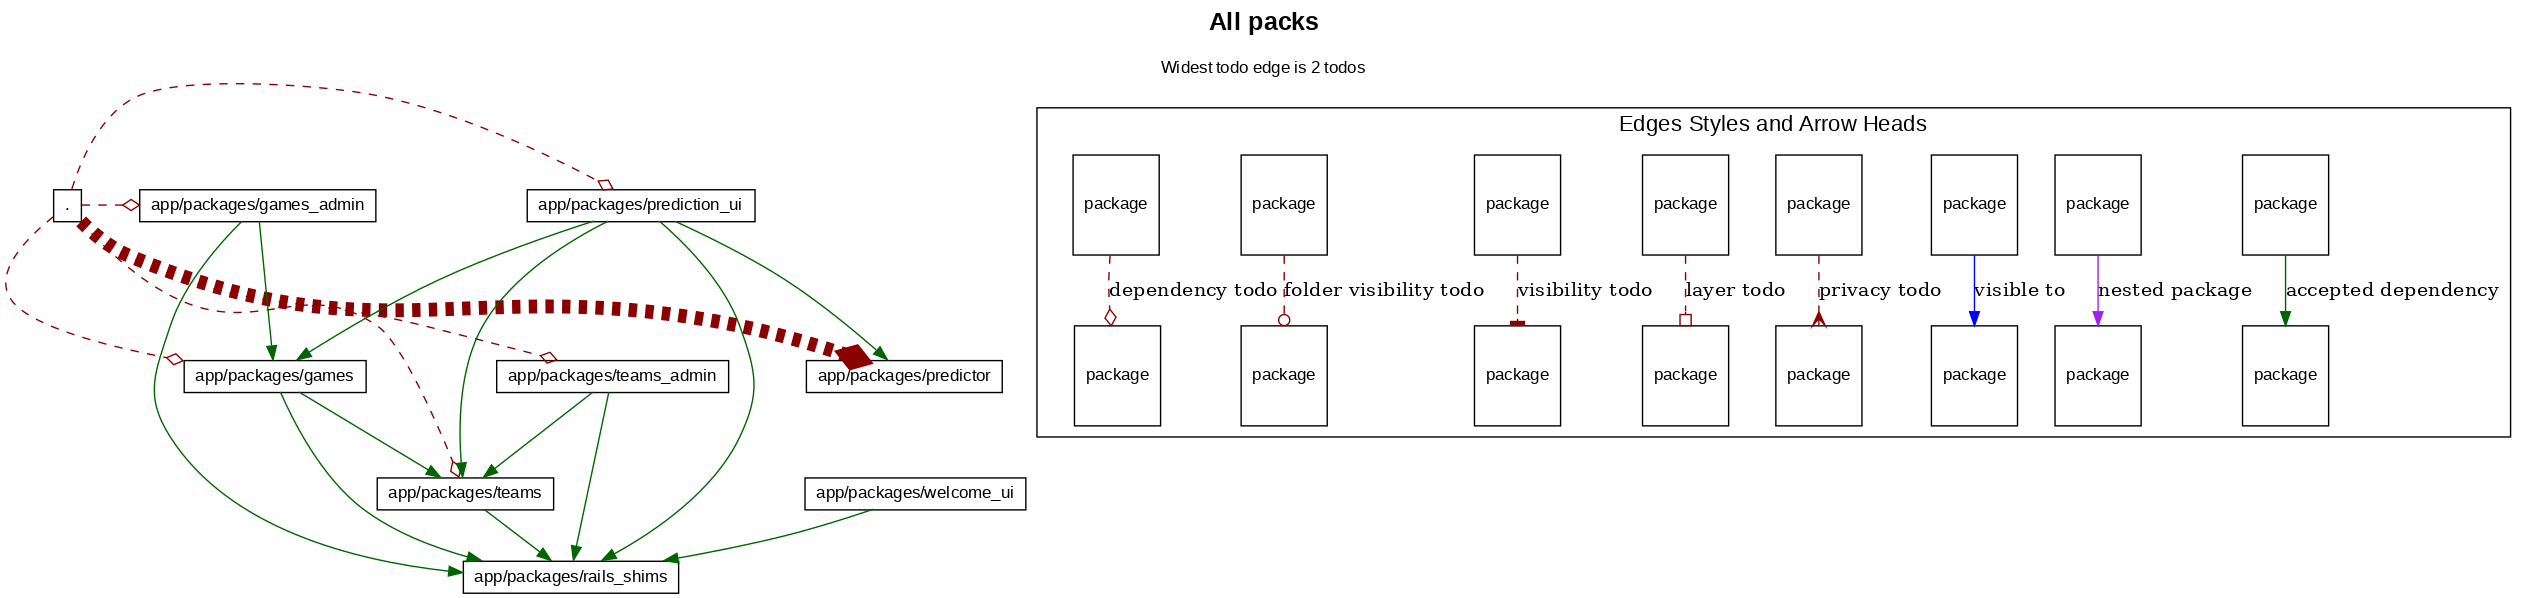 All packs
Widest todo edge is 2 todos
.
app/packages/games_admin
app/packages/prediction_ui
app/packages/games
app/packages/teams_admin
app/packages/predictor
app/packages/teams
app/packages/welcome_ui
app/packages/rails_shims
Edges Styles and Arrow Heads
package
package
package
package
package
package
package
package
dependency todo
folder visibility todo
visibility todo
layer todo
privacy todo
visible to
nested package
accepted dependency
package
package
package
package
package
package
package
package